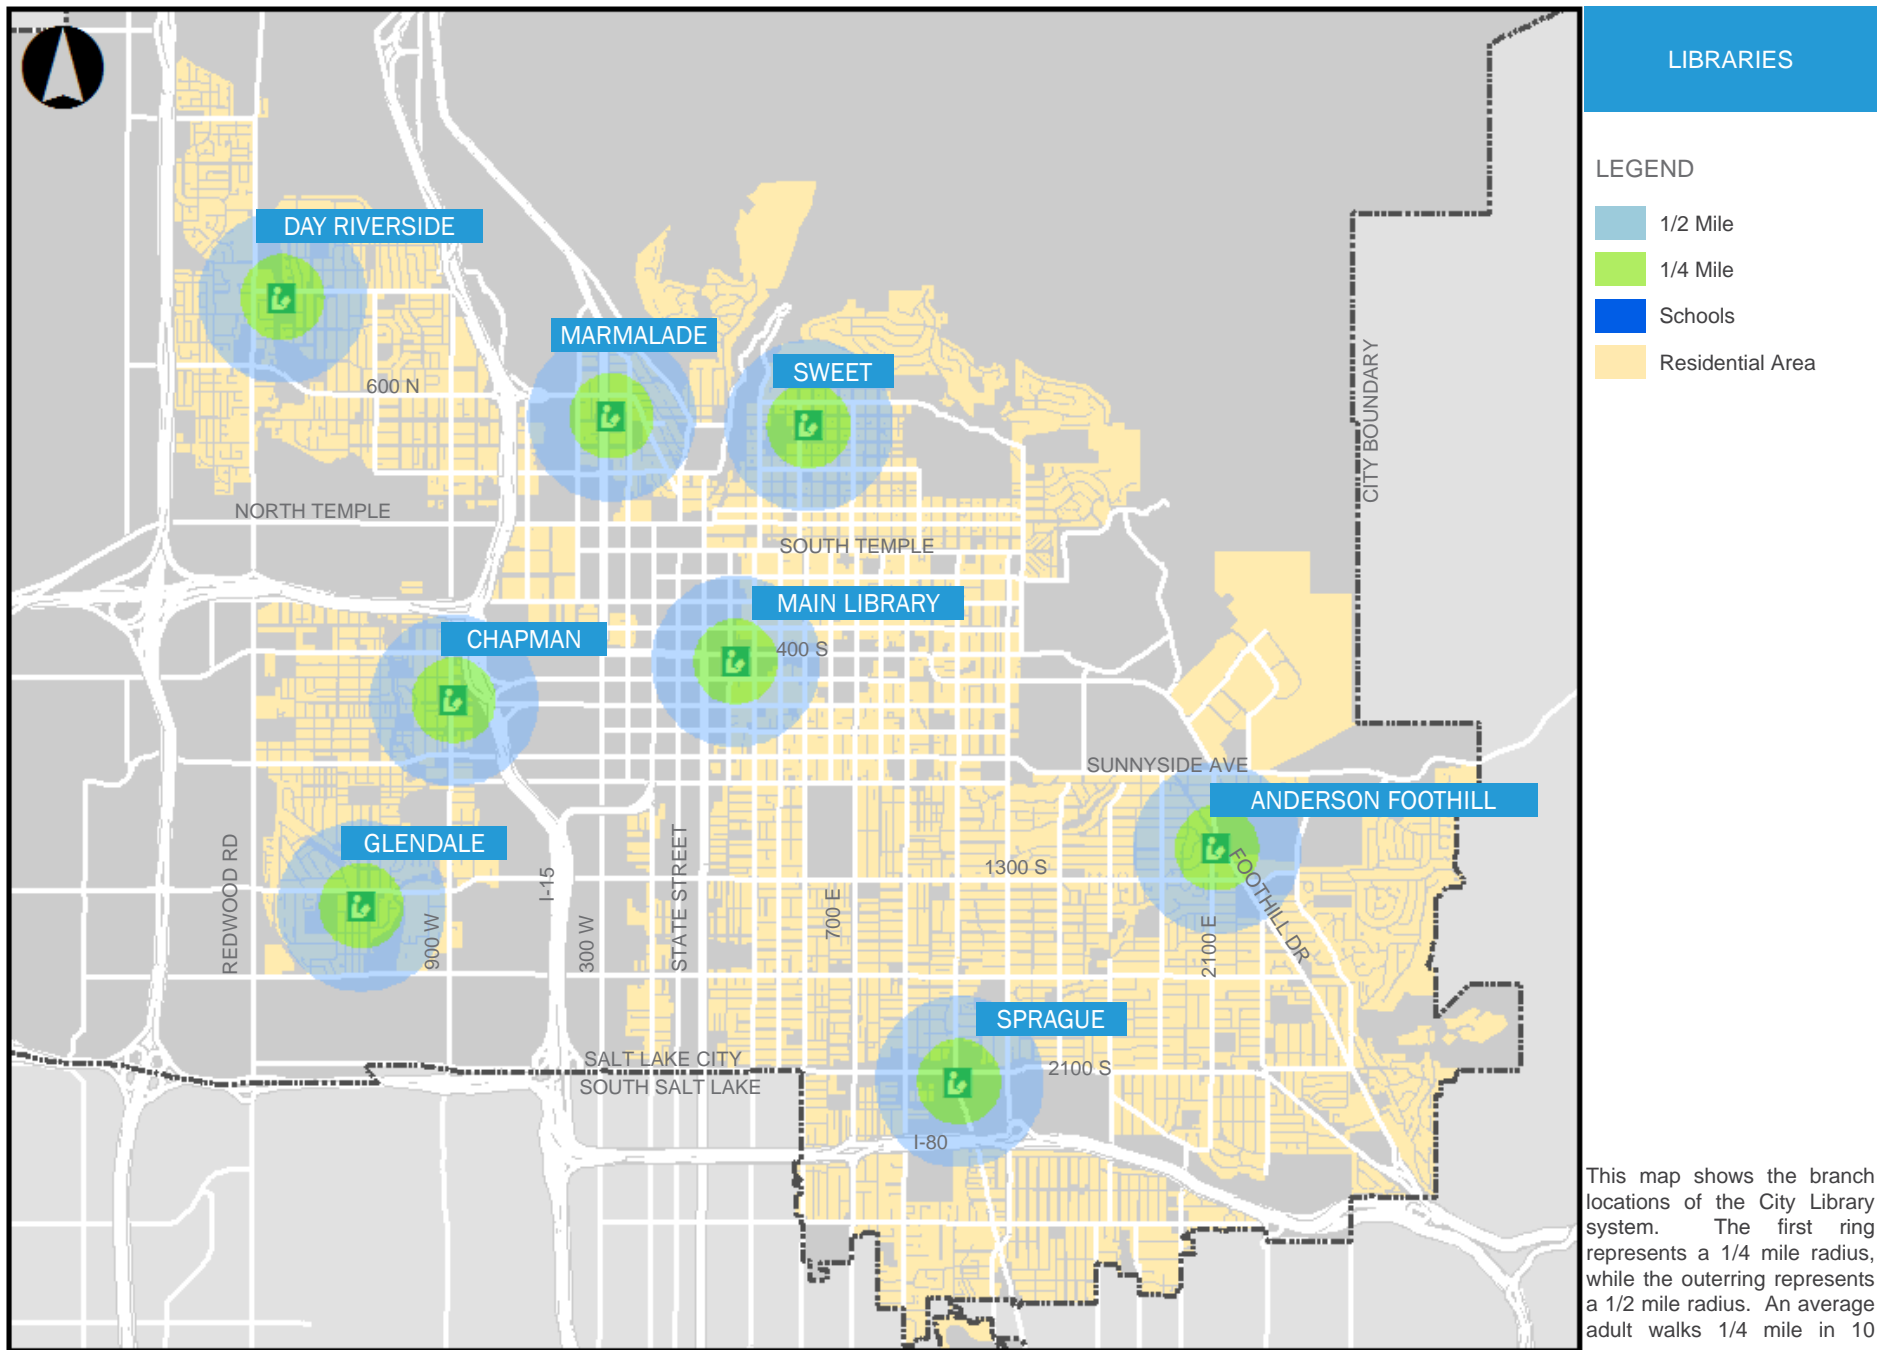 LIBRARIES
LEGEND
1/2 Mile
1/4 Mile
Schools
Residential Area
DAY RIVERSIDE
MARMALADE
SWEET
600 N
CITY BOUNDARY
NORTH TEMPLE
SOUTH TEMPLE
MAIN LIBRARY
CHAPMAN
400 S
SUNNYSIDE AVE
ANDERSON FOOTHILL
GLENDALE
REDWOOD RD
900 W
I-15
300 W
STATE STREET
700 E
1300 S
2100 E
FOOTHILL DR
SPRAGUE
SALT LAKE CITY
SOUTH SALT LAKE
2100 S
I-80
This map shows the branch
locations of the City Library
system. The first ring
represents a 1/4 mile radius,
while the outerring represents
a 1/2 mile radius. An average
adult walks 1/4 mile in 10